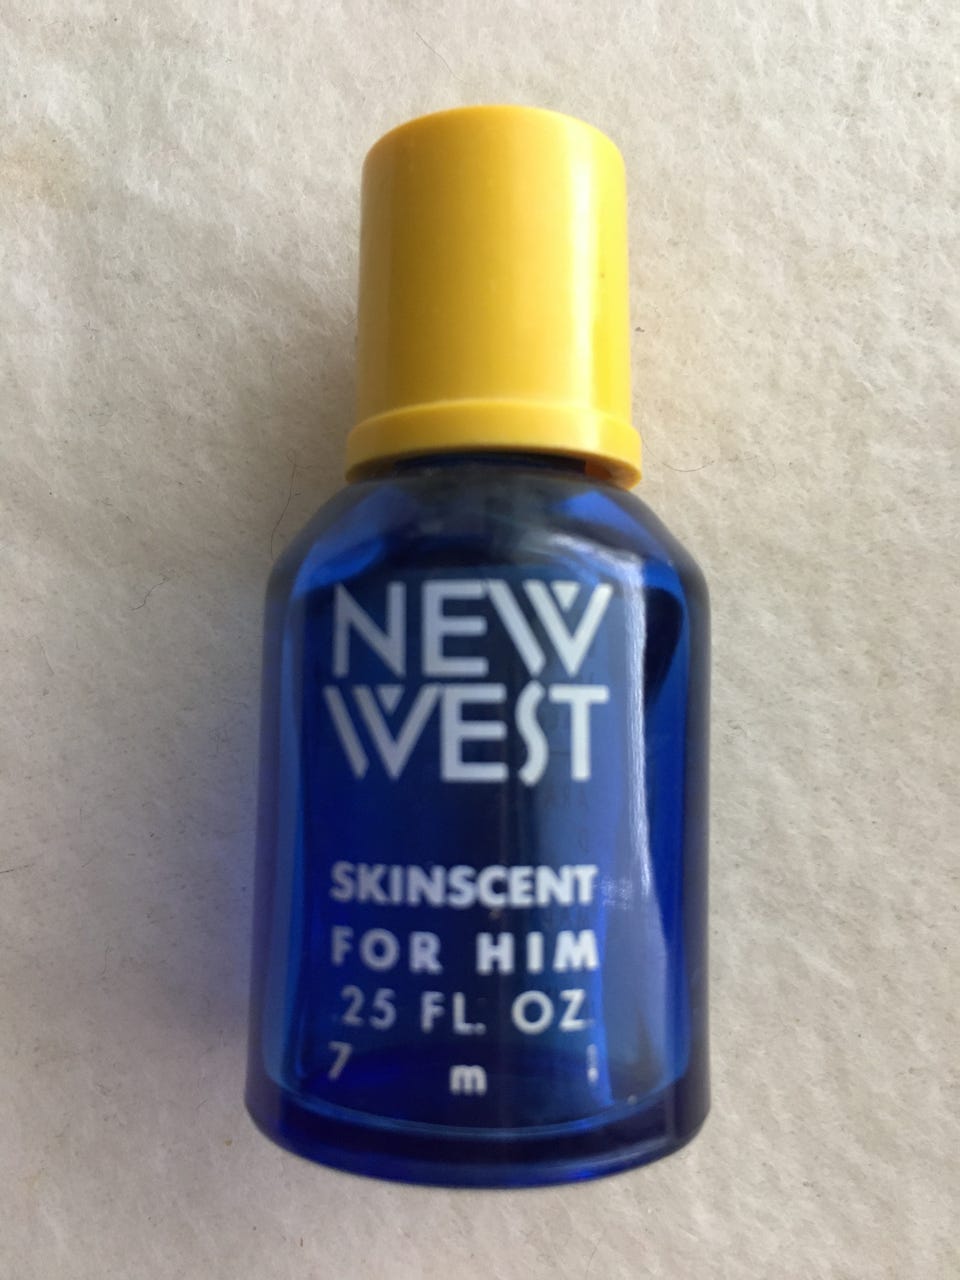 NEW
WEST
SKINSCENT
FOR HIM
.25 FL. OZ.
7 m l